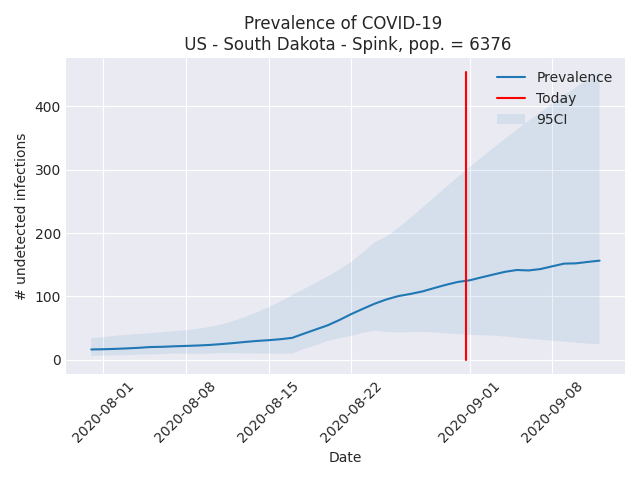 Prevalence of COVID-19
US - South Dakota - Spink, pop. = 6376
Prevalence
Today
95CI
# undetected infections
400
300
200
100
0
2020-08-01
2020-08-08
2020-08-15
2020-08-22
2020-09-01
2020-09-08
Date